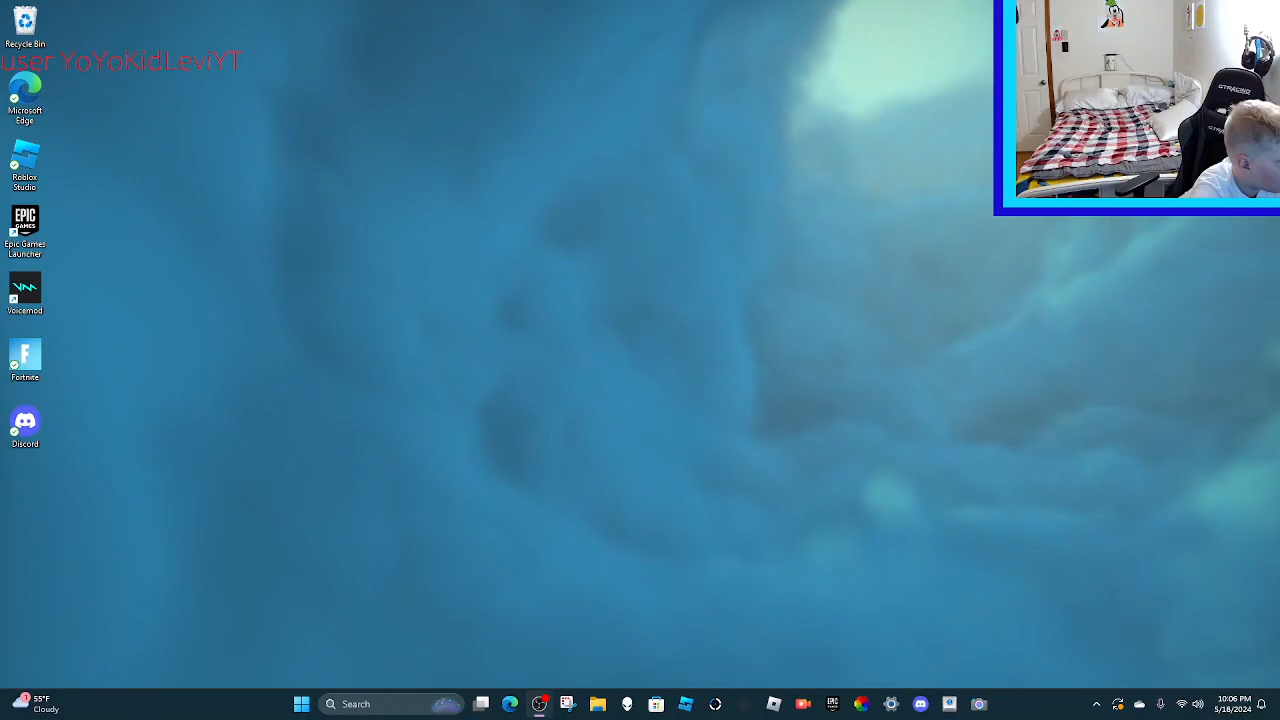 Recycle Bin
user YoYoKidLeviYT
Microsoft
Edge
Roblox
Studio
EPIC
GAMES
Epic Games
Launcher
Voicemod
F
Fortnite
Discord
GTRACING
55°F
Cloudy
Search
10:06 PM
5/18/2024